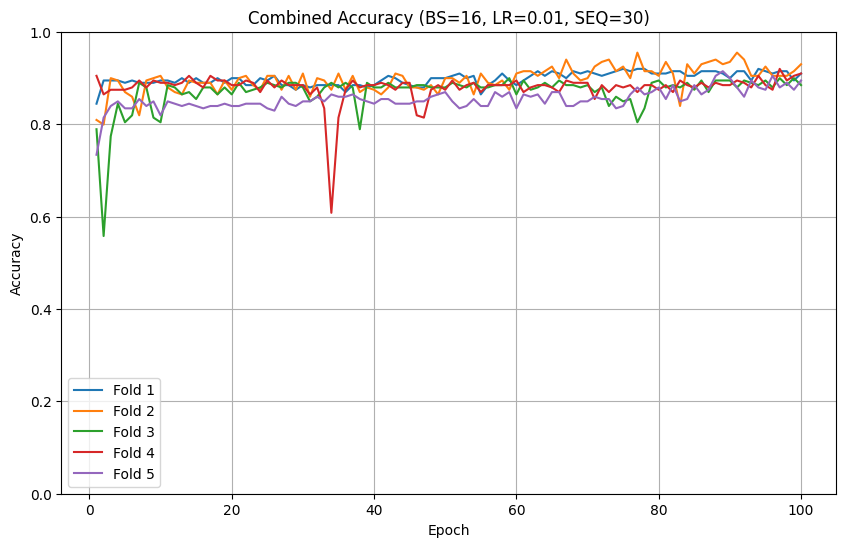 Combined Accuracy (BS=16, LR=0.01, SEQ=30)
1.0
0.8
0.6
0.4
0.2
0.0
Accuracy
Fold 1
Fold 2
Fold 3
Fold 4
Fold 5
0 20 40 60 80 100
Epoch